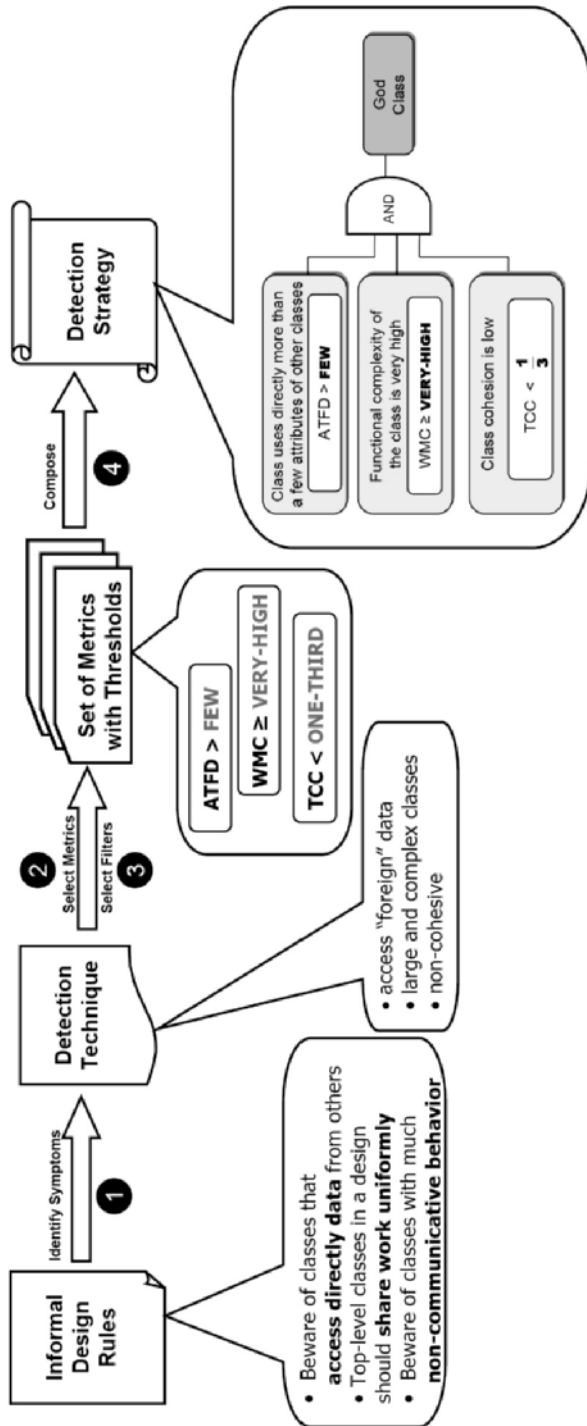 Informal
Design
Rules
Identify Symptoms
1
Detection
Technique
2
Select Metrics
Select Filters
3
Set of Metrics
with Thresholds
Compose
4
Detection
Strategy
• Beware of classes that
access directly data from others
• Top-level classes in a design
should share work uniformly
• Beware of classes with much
non-communicative behavior
• access "foreign" data
• large and complex classes
• non-cohesive
ATFD > FEW
WMC ≥ VERY-HIGH
TCC < ONE-THIRD
Class uses directly more than
a few attributes of other classes
ATFD > FEW
Functional complexity of
the class is very high
WMC ≥ VERY-HIGH
Class cohesion is low
TCC < 1/3
AND
God
Class